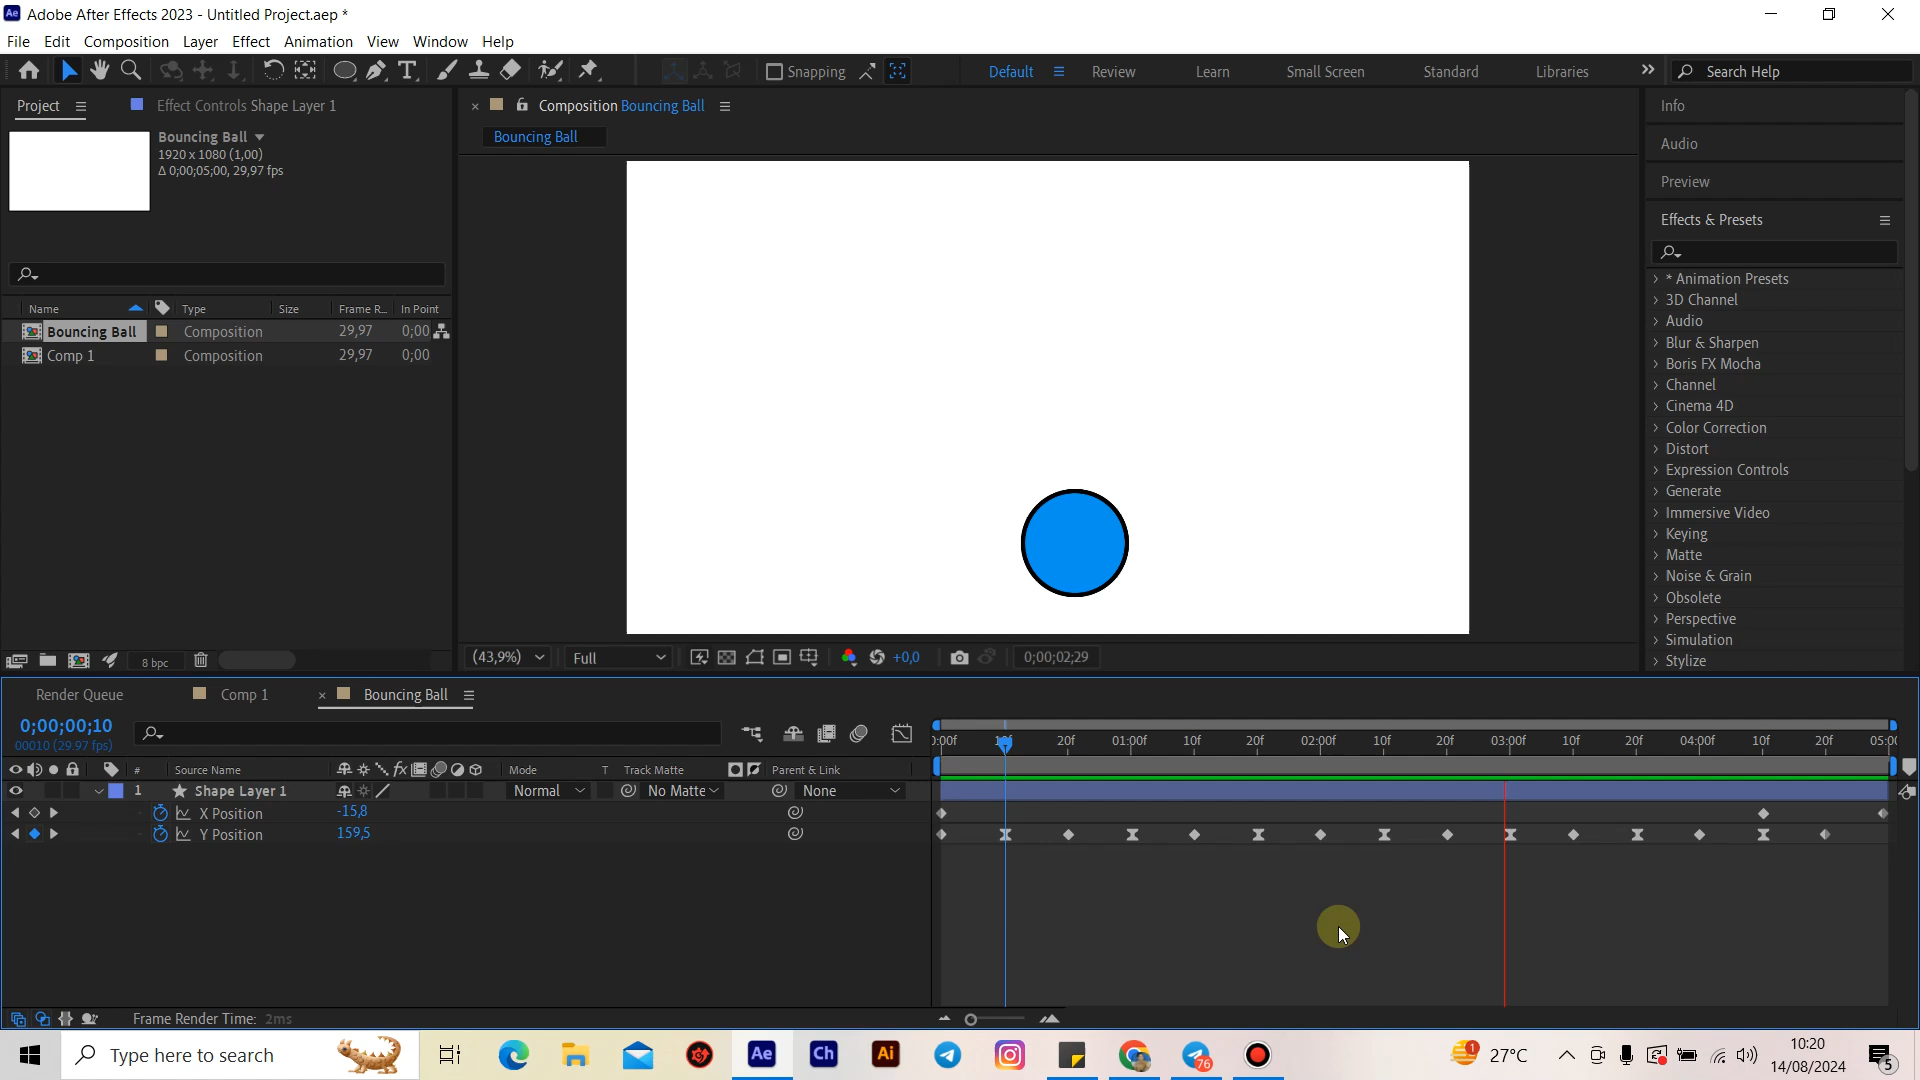 Adobe After Effects 2023 - Untitled Project.aep *
File Edit Composition Layer Effect Animation View Window Help
Snapping
Default Review Learn Small Screen Standard Libraries
Search Help
Project
Effect Controls Shape Layer 1
Bouncing Ball
1920 x 1080 (1,00)
Δ 0;00;05;00, 29,97 fps
Name Type Size Frame R... In Point
Bouncing Ball Composition 29,97 0;00
Comp 1 Composition 29,97 0;00
8 bpc
Composition Bouncing Ball
Bouncing Ball
(43,9%) Full +0,0 0;00;02;29
Info
Audio
Preview
Effects & Presets
* Animation Presets
3D Channel
Audio
Blur & Sharpen
Boris FX Mocha
Channel
Cinema 4D
Color Correction
Distort
Expression Controls
Generate
Immersive Video
Keying
Matte
Noise & Grain
Obsolete
Perspective
Simulation
Stylize
Render Queue Comp 1 Bouncing Ball
0;00;00;10
00010 (29.97 fps)
0:00f 10f 20f 01:00f 10f 20f 02:00f 10f 20f 03:00f 10f 20f 04:00f 10f 20f 05:00
# Source Name Mode T Track Matte Parent & Link
1 Shape Layer 1 Normal No Matte None
X Position -15,8
Y Position 159,5
Frame Render Time: 2ms
Type here to search
Ae Ch Ai
76
1
27°C
10:20
14/08/2024
5